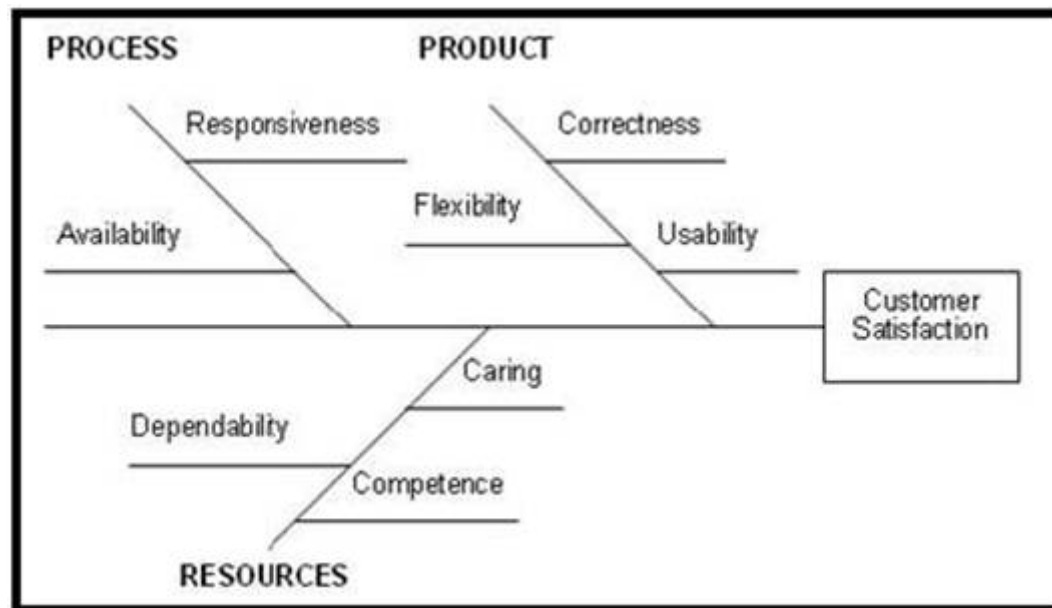 PROCESS
PRODUCT
Responsiveness
Correctness
Flexibility
Availability
Usability
Customer
Satisfaction
Caring
Dependability
Competence
RESOURCES